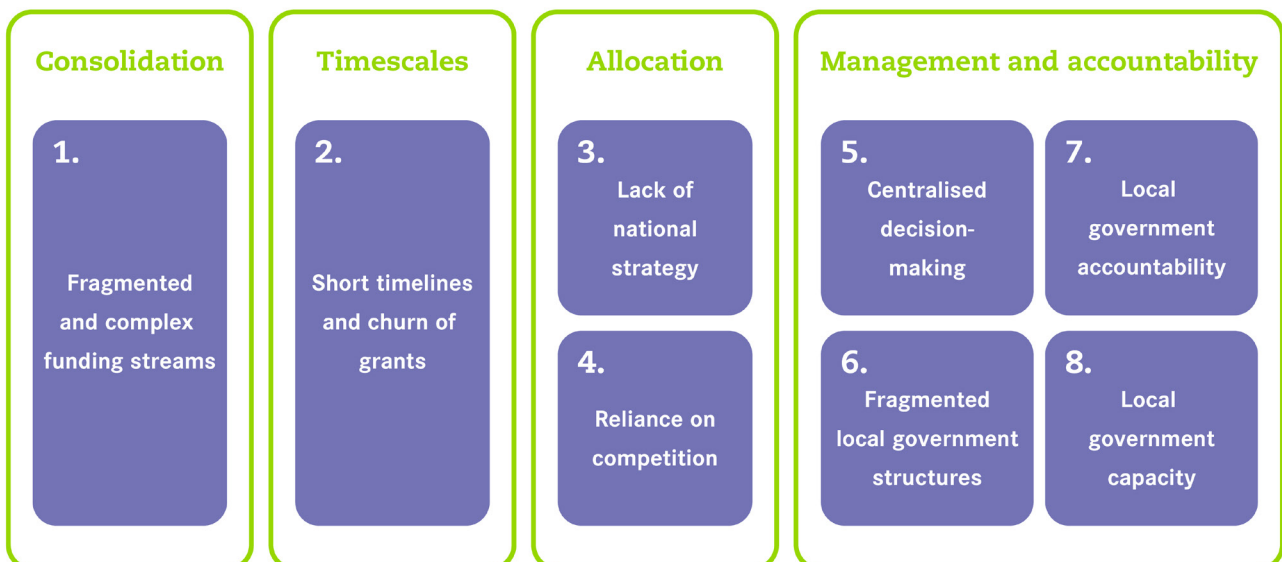 Consolidation
1.
Fragmented
and complex
funding streams
Timescales
2.
Short timelines
and churn of
grants
Allocation
3.
Lack of
national
strategy
4.
Reliance on
competition
Management and accountability
5.
Centralised
decision-
making
6.
Fragmented
local government
structures
7.
Local
government
accountability
8.
Local
government
capacity